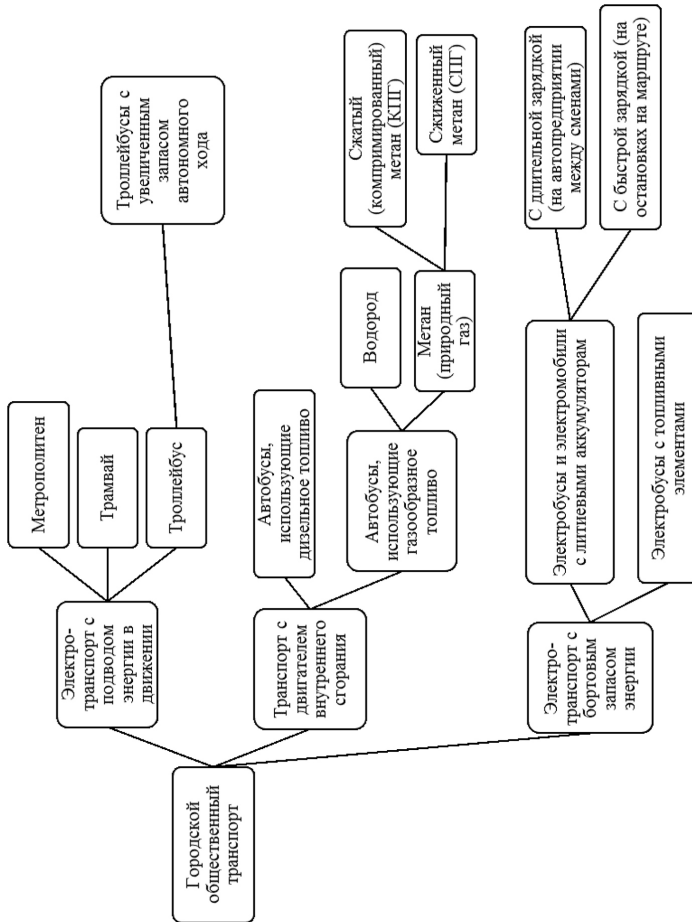 Городской
общественный
транспорт
Электро-
транспорт с
подводом
энергии в
движении
Метрополитен
Трамвай
Троллейбус
Троллейбусы с
увеличенным
запасом
автономного
хода
Транспорт с
двигателем
внутреннего
сгорания
Автобусы,
использующие
дизельное топливо
Автобусы,
использующие
газообразное
топливо
Водород
Метан
(природный
газ)
Сжатый
(компримированный)
метан (КПГ)
Сжиженный
метан (СПГ)
Электро-
транспорт с
бортовым
запасом
энергии
Электробусы и электромобили
с литиевыми аккумуляторам
С длительной зарядкой
(на автопредприятии
между сменами)
С быстрой зарядкой (на
остановках на маршруте)
Электробусы с топливными
элементами